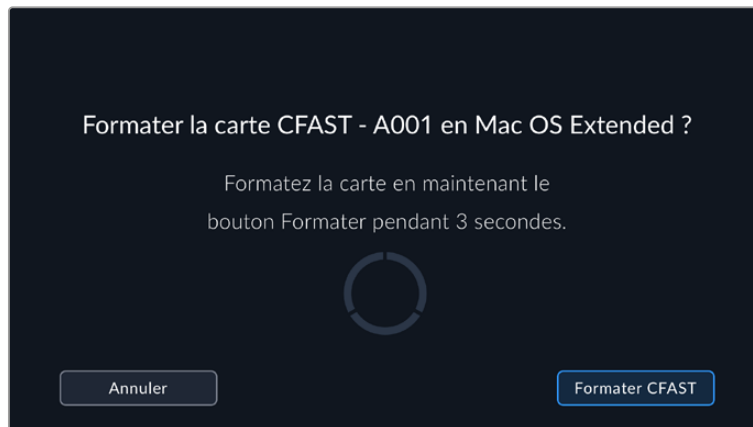 Formater la carte CFAST - A001 en Mac OS Extended ?
Formatez la carte en maintenant le
bouton Formater pendant 3 secondes.
Annuler
Formater CFAST